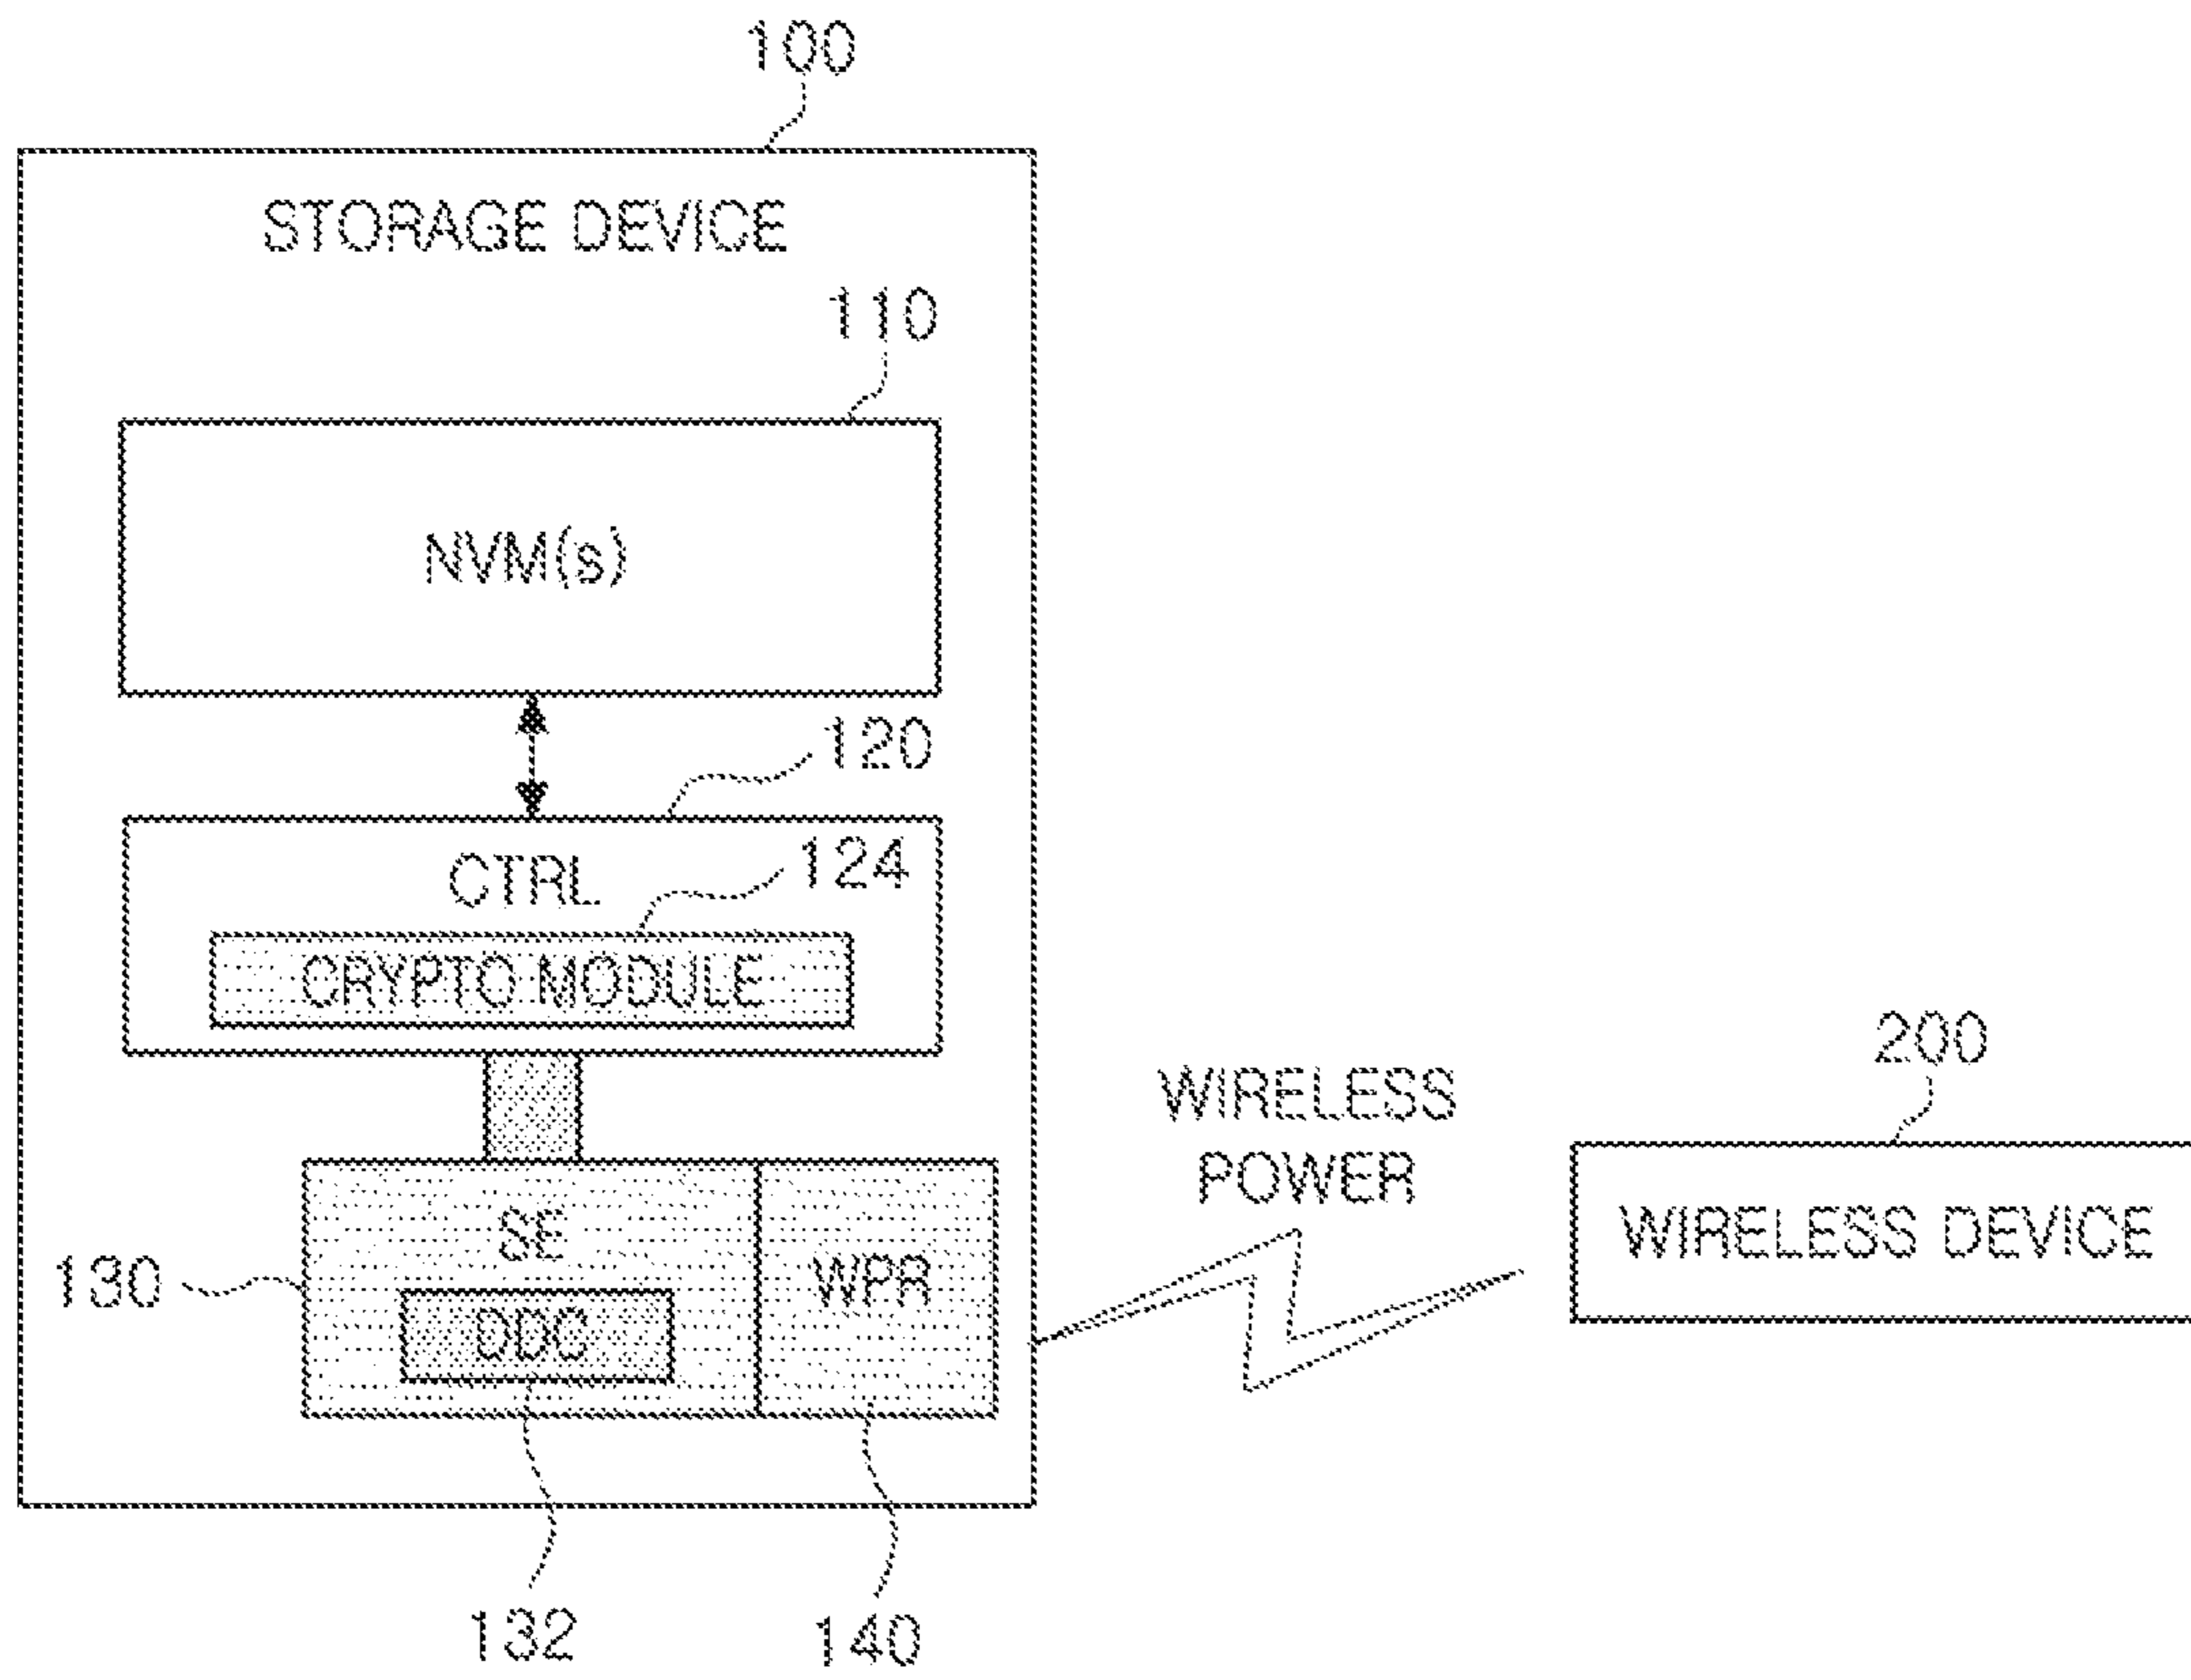 100
STORAGE DEVICE
110
NVM(s)
120
CTRL
124
CRYPTO MODULE
200
WIRELESS
POWER
WIRELESS DEVICE
SE
WPR
130
DDC
132
140